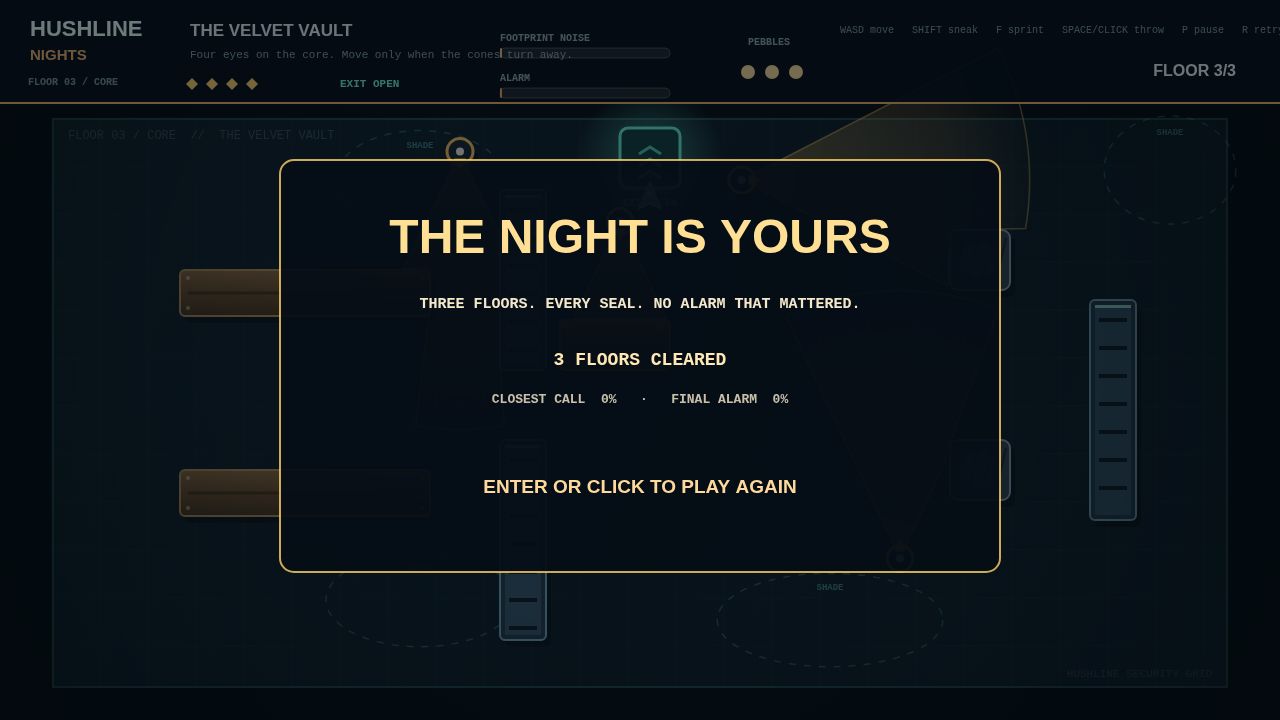 HUSHLINE
NIGHTS
FLOOR 03 / CORE
THE VELVET VAULT
Four eyes on the core. Move only when the cones turn away.
EXIT OPEN
FOOTPRINT NOISE
ALARM
PEBBLES
WASD move SHIFT sneak F sprint SPACE/CLICK throw P pause R retry
FLOOR 3/3
FLOOR 03 / CORE // THE VELVET VAULT
SHADE
SHADE
THE NIGHT IS YOURS
THREE FLOORS. EVERY SEAL. NO ALARM THAT MATTERED.
3 FLOORS CLEARED
CLOSEST CALL 0% · FINAL ALARM 0%
ENTER OR CLICK TO PLAY AGAIN
SHADE
HUSHLINE SECURITY GRID